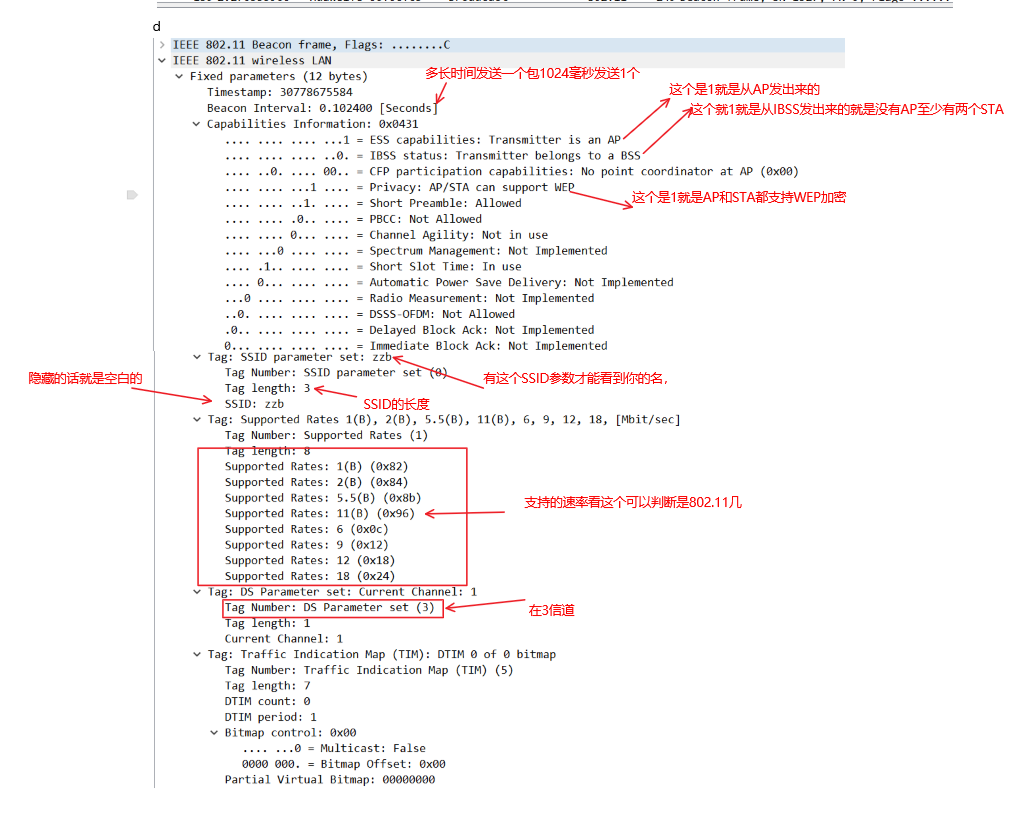 d
IEEE 802.11 Beacon frame, Flags: ........C
IEEE 802.11 wireless LAN
Fixed parameters (12 bytes)
多长时间发送一个包1024毫秒发送1个
Timestamp: 30778675584
这个是1就是从AP发出来的
Beacon Interval: 0.102400 [Seconds]
这个就1就是从IBSS发出来的就是没有AP至少有两个STA
Capabilities Information: 0x0431
.... .... .... ...1 = ESS capabilities: Transmitter is an AP
.... .... .... ..0. = IBSS status: Transmitter belongs to a BSS
.... ..0. .... 00.. = CFP participation capabilities: No point coordinator at AP (0x00)
.... .... ...1 .... = Privacy: AP/STA can support WEP
这个是1就是AP和STA都支持WEP加密
.... .... ..1. .... = Short Preamble: Allowed
.... .... .0.. .... = PBCC: Not Allowed
.... .... 0... .... = Channel Agility: Not in use
.... ...0 .... .... = Spectrum Management: Not Implemented
.... .1.. .... .... = Short Slot Time: In use
.... 0... .... .... = Automatic Power Save Delivery: Not Implemented
...0 .... .... .... = Radio Measurement: Not Implemented
..0. .... .... .... = DSSS-OFDM: Not Allowed
.0.. .... .... .... = Delayed Block Ack: Not Implemented
0... .... .... .... = Immediate Block Ack: Not Implemented
Tag: SSID parameter set: zzb
Tag Number: SSID parameter set (0)
隐藏的话就是空白的
有这个SSID参数才能看到你的名,
Tag length: 3
SSID的长度
SSID: zzb
Tag: Supported Rates 1(B), 2(B), 5.5(B), 11(B), 6, 9, 12, 18, [Mbit/sec]
Tag Number: Supported Rates (1)
Tag length: 8
Supported Rates: 1(B) (0x82)
Supported Rates: 2(B) (0x84)
Supported Rates: 5.5(B) (0x8b)
支持的速率看这个可以判断是802.11几
Supported Rates: 11(B) (0x96)
Supported Rates: 6 (0x0c)
Supported Rates: 9 (0x12)
Supported Rates: 12 (0x18)
Supported Rates: 18 (0x24)
Tag: DS Parameter set: Current Channel: 1
Tag Number: DS Parameter set (3)
在3信道
Tag length: 1
Current Channel: 1
Tag: Traffic Indication Map (TIM): DTIM 0 of 0 bitmap
Tag Number: Traffic Indication Map (TIM) (5)
Tag length: 7
DTIM count: 0
DTIM period: 1
Bitmap control: 0x00
.... ...0 = Multicast: False
0000 000. = Bitmap Offset: 0x00
Partial Virtual Bitmap: 00000000